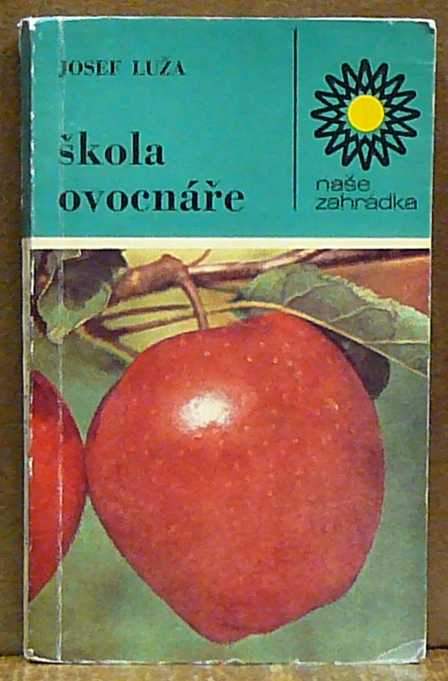 JOSEF LUŽA
škola
ovocnáře
naše
zahrádka